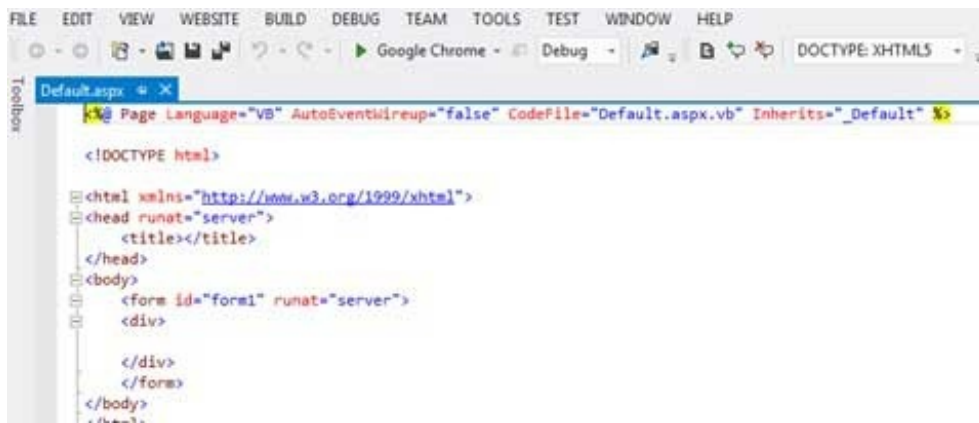 FILE EDIT VIEW WEBSITE BUILD DEBUG TEAM TOOLS TEST WINDOW HELP
Google Chrome Debug DOCTYPE: XHTML5
Toolbox
Default.aspx
<%@ Page Language="VB" AutoEventWireup="false" CodeFile="Default.aspx.vb" Inherits="_Default" %>
<!DOCTYPE html>
<html xmlns="http://www.w3.org/1999/xhtml">
<head runat="server">
<title></title>
</head>
<body>
<form id="form1" runat="server">
<div>
</div>
</form>
</body>
</html>